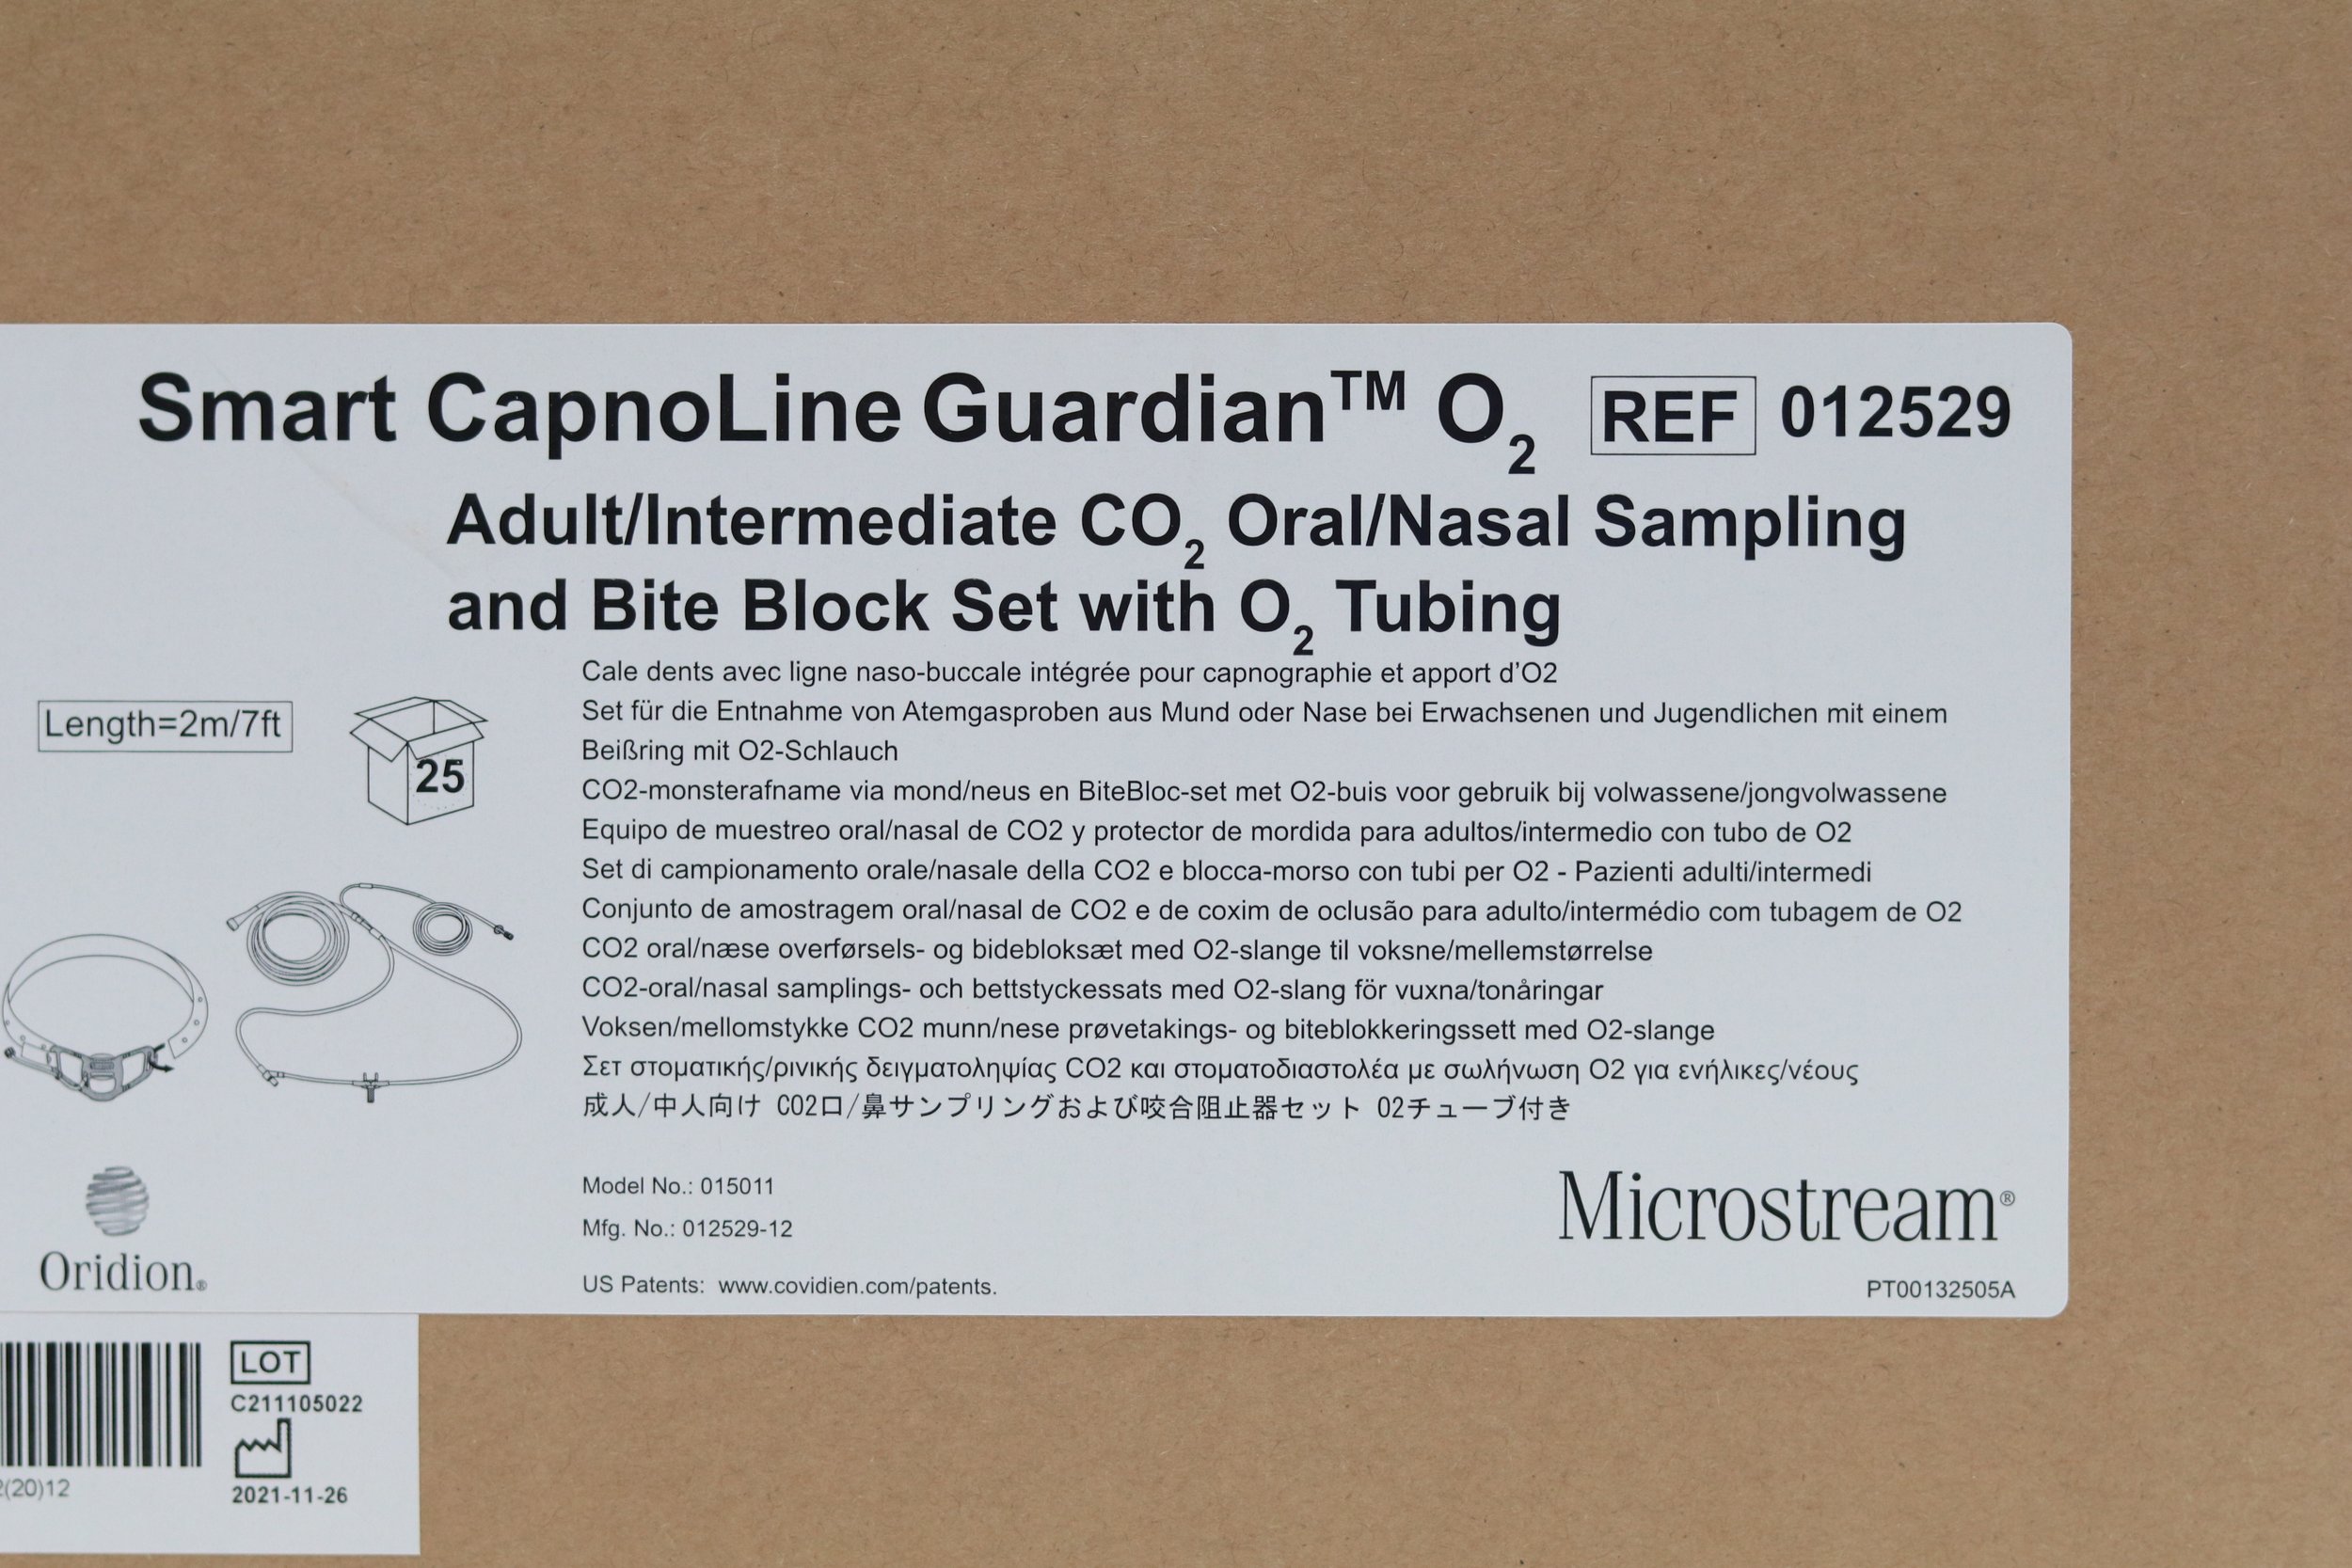 Smart CapnoLine Guardian™ O₂ REF 012529
Adult/Intermediate CO₂ Oral/Nasal Sampling
and Bite Block Set with O₂ Tubing
Cale dents avec ligne naso-buccale intégrée pour capnographie et apport d'O2
Set für die Entnahme von Atemgasproben aus Mund oder Nase bei Erwachsenen und Jugendlichen mit einem
Beißring mit O2-Schlauch
CO2-monsterafname via mond/neus en BiteBloc-set met O2-buis voor gebruik bij volwassene/jongvolwassene
Equipo de muestreo oral/nasal de CO2 y protector de mordida para adultos/intermedio con tubo de O2
Set di campionamento orale/nasale della CO2 e blocca-morso con tubi per O2 - Pazienti adulti/intermedi
Conjunto de amostragem oral/nasal de CO2 e de coxim de oclusão para adulto/intermédio com tubagem de O2
CO2 oral/næse overførsels- og bidebloksæt med O2-slange til voksne/mellemstørrelse
CO2-oral/nasal samplings- och bettstyckessats med O2-slang för vuxna/tonåringar
Voksen/mellomstykke CO2 munn/nese prøvetakings- og biteblokkeringssett med O2-slange
Σετ στοματικής/ρινικής δειγματοληψίας CO2 και στοματοδιαστολέα με σωλήνωση O2 για ενήλικες/νέους
成人/中人向け CO2口/鼻サンプリングおよび咬合阻止器セット O2チューブ付き
Length=2m/7ft
25
Oridion®
Model No.: 015011
Mfg. No.: 012529-12
US Patents: www.covidien.com/patents.
Microstream®
PT00132505A
LOT
C211105022
2021-11-26
(20)12